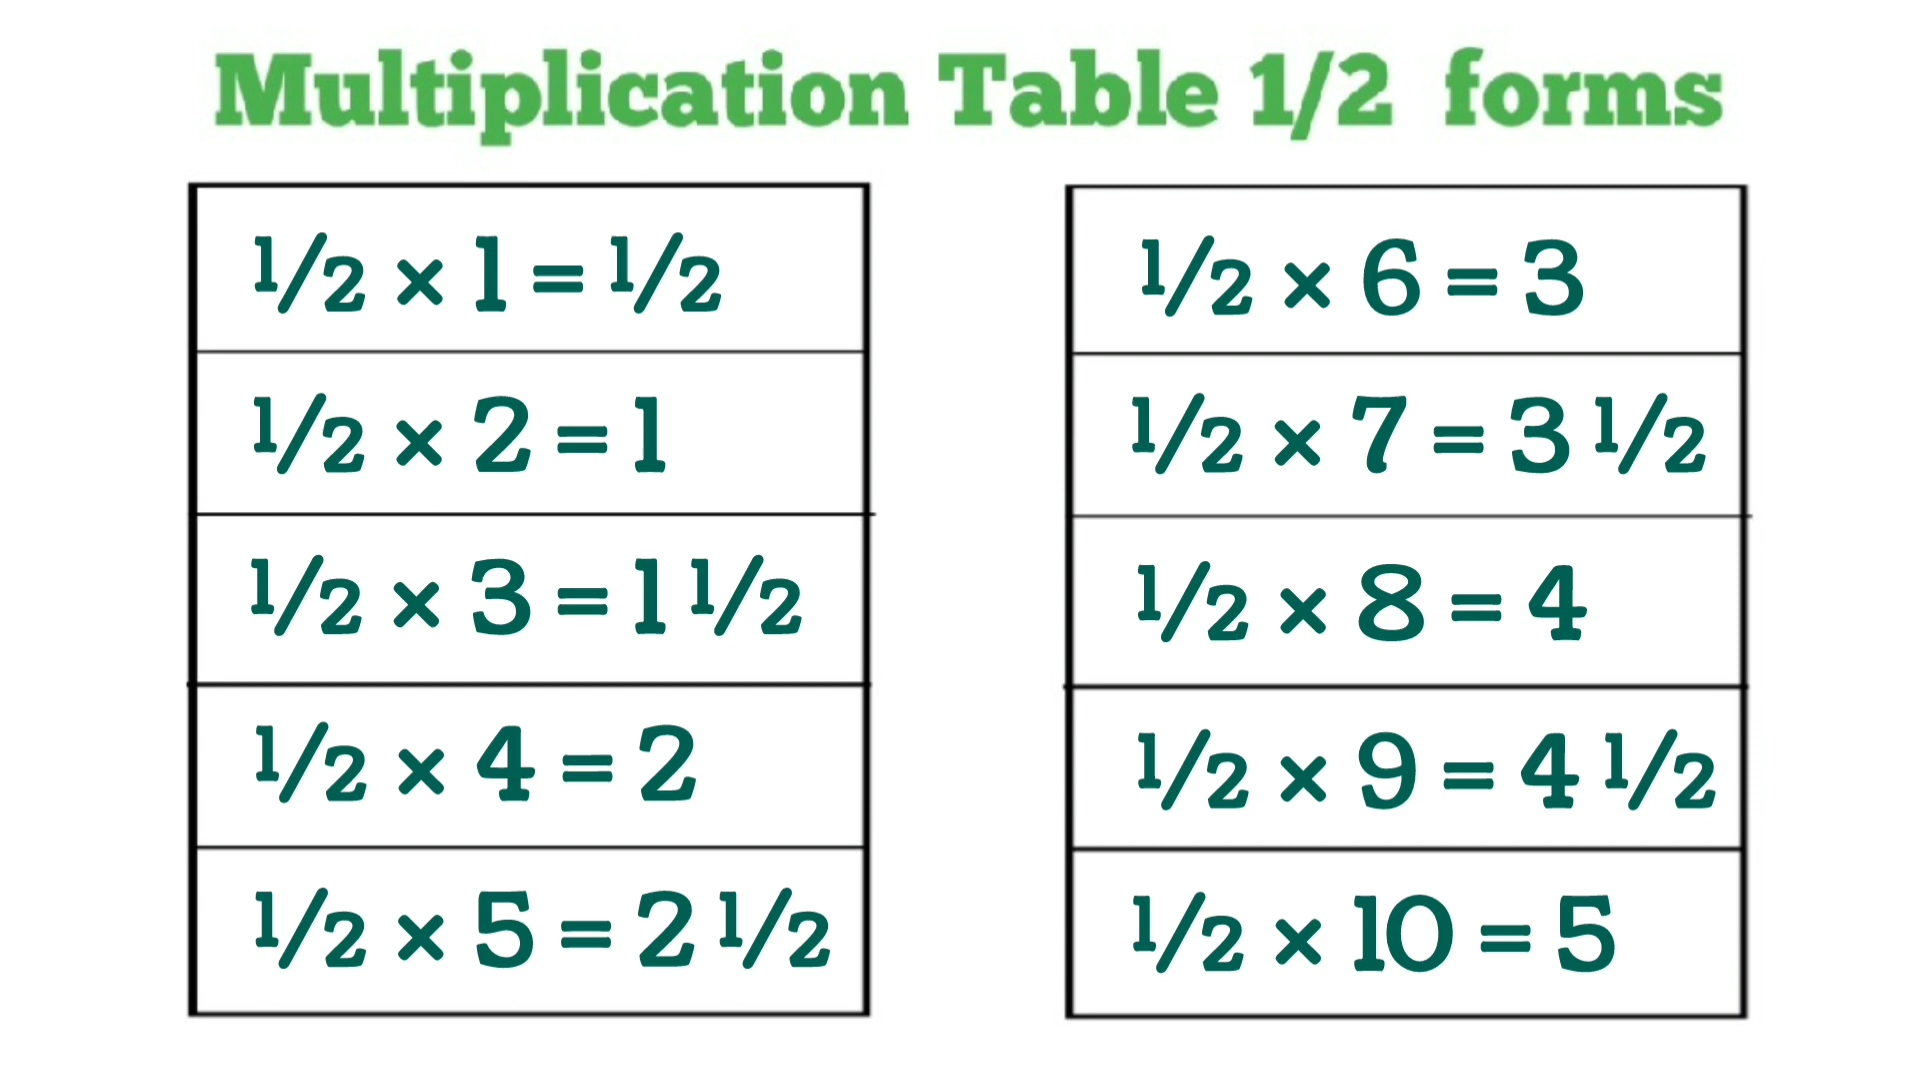 Multiplication Table 1/2 forms
½ × 1 = ½
½ × 2 = 1
½ × 3 = 1 ½
½ × 4 = 2
½ × 5 = 2 ½
½ × 6 = 3
½ × 7 = 3 ½
½ × 8 = 4
½ × 9 = 4 ½
½ × 10 = 5